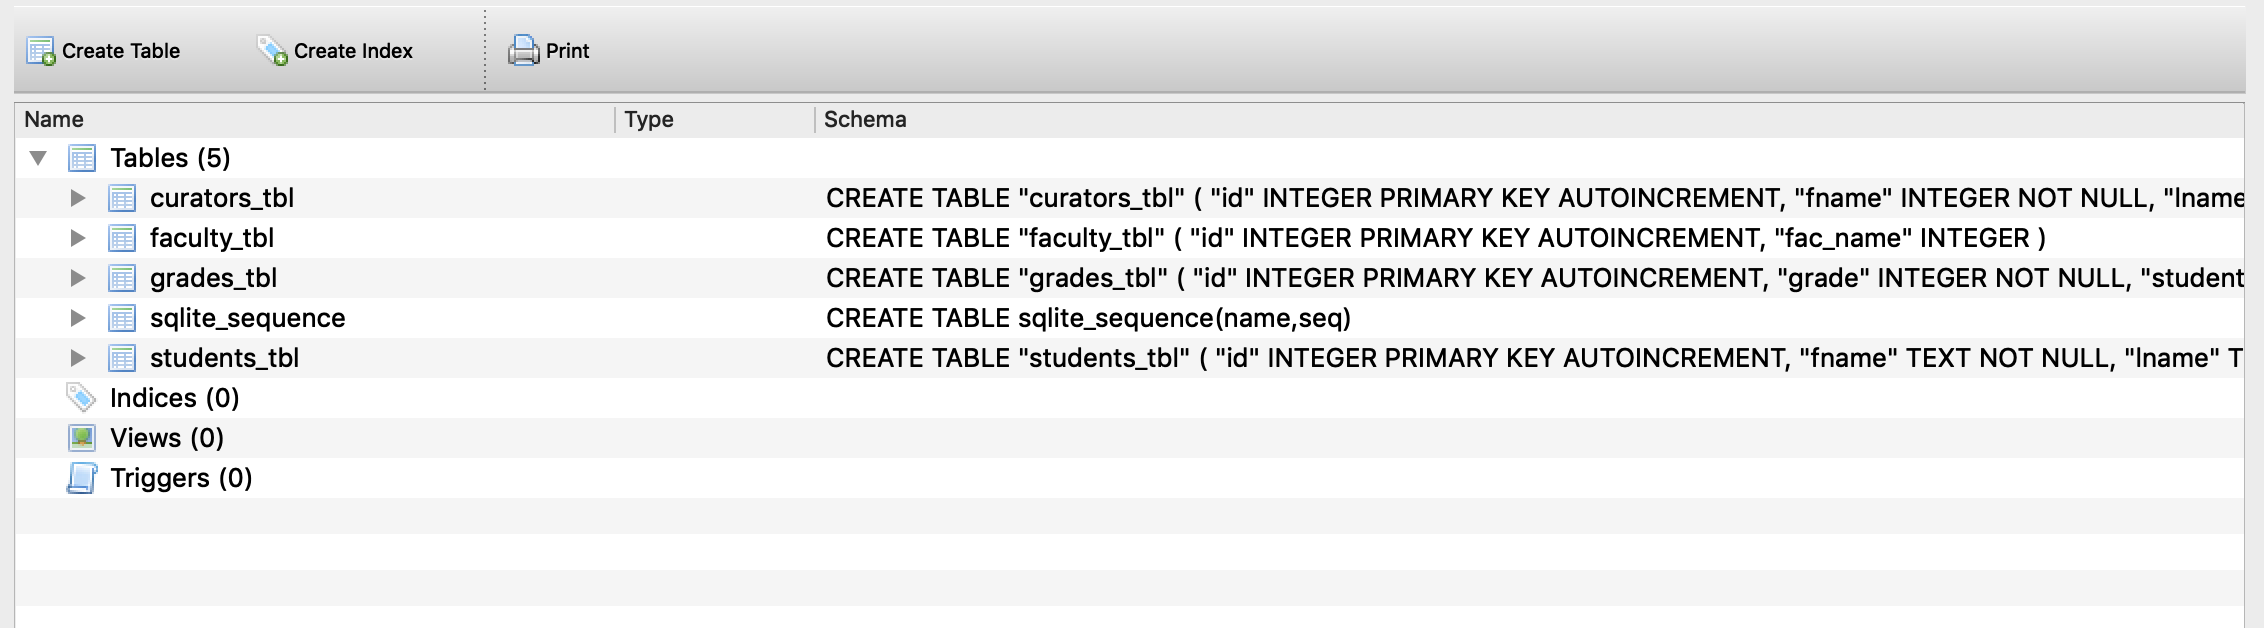 Create Table Create Index Print
Name Type Schema
Tables (5)
curators_tbl CREATE TABLE "curators_tbl" ( "id" INTEGER PRIMARY KEY AUTOINCREMENT, "fname" INTEGER NOT NULL, "lname
faculty_tbl CREATE TABLE "faculty_tbl" ( "id" INTEGER PRIMARY KEY AUTOINCREMENT, "fac_name" INTEGER )
grades_tbl CREATE TABLE "grades_tbl" ( "id" INTEGER PRIMARY KEY AUTOINCREMENT, "grade" INTEGER NOT NULL, "student
sqlite_sequence CREATE TABLE sqlite_sequence(name,seq)
students_tbl CREATE TABLE "students_tbl" ( "id" INTEGER PRIMARY KEY AUTOINCREMENT, "fname" TEXT NOT NULL, "lname" T
Indices (0)
Views (0)
Triggers (0)